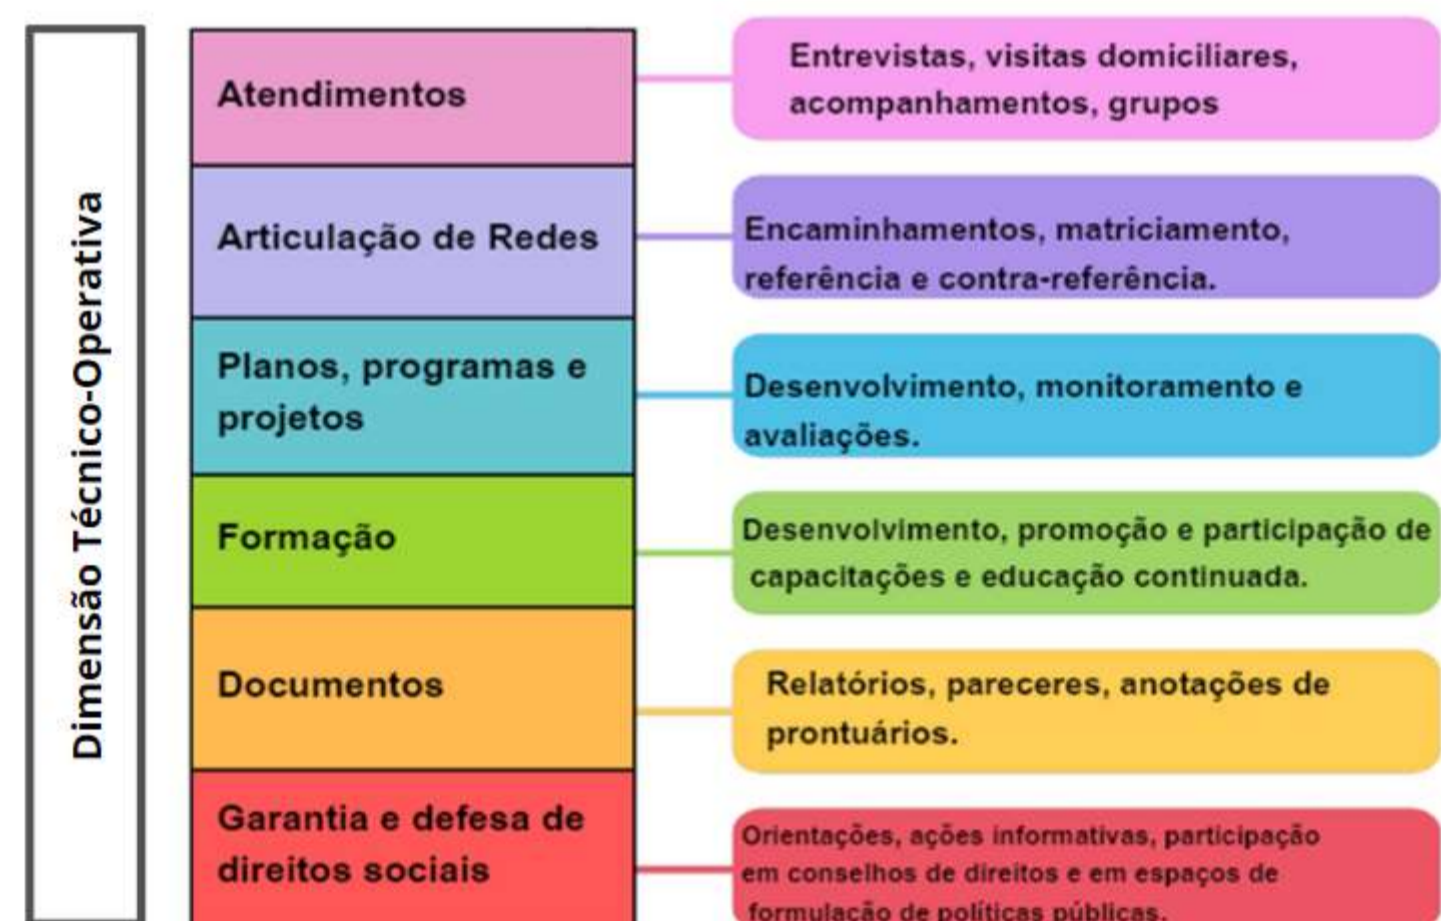 Dimensão Técnico-Operativa
Atendimentos
Entrevistas, visitas domiciliares,
acompanhamentos, grupos
Articulação de Redes
Encaminhamentos, matriciamento,
referência e contra-referência.
Planos, programas e
projetos
Desenvolvimento, monitoramento e
avaliações.
Formação
Desenvolvimento, promoção e participação de
capacitações e educação continuada.
Documentos
Relatórios, pareceres, anotações de
prontuários.
Garantia e defesa de
direitos sociais
Orientações, ações informativas, participação
em conselhos de direitos e em espaços de
formulação de políticas públicas.